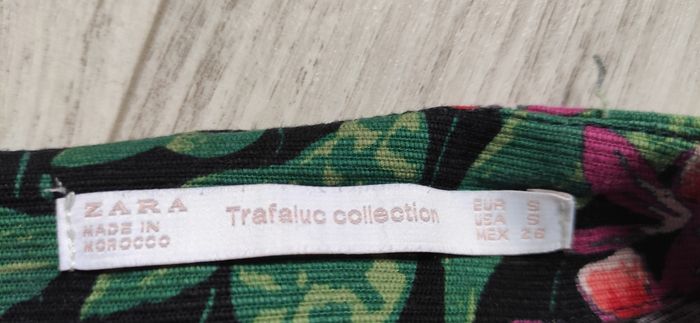 ZARA
MADE IN
MOROCCO
Trafaluc collection
EUR S
USA S
MEX 26